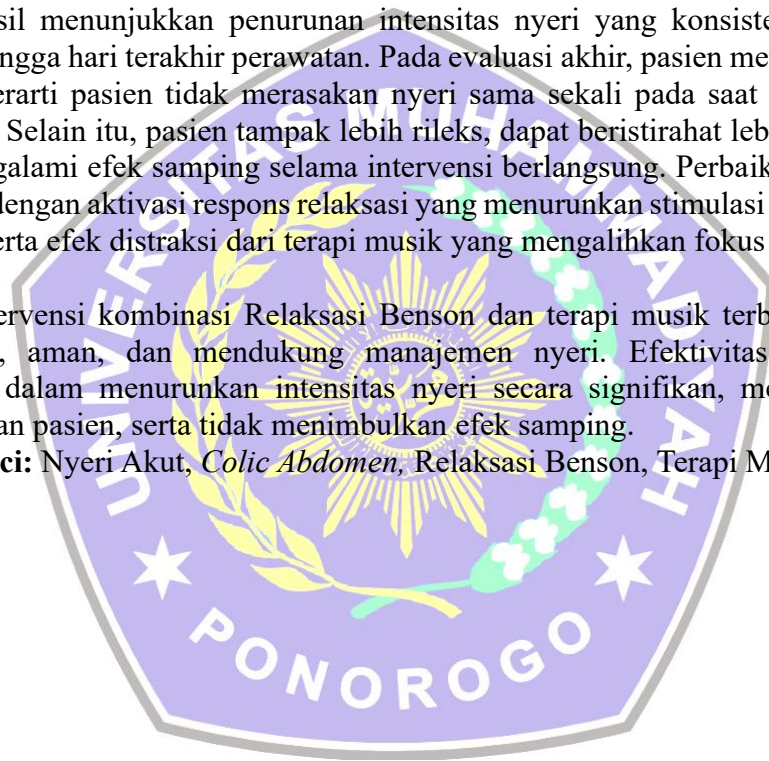 sil menunjukkan penurunan intensitas nyeri yang konsiste
ngga hari terakhir perawatan. Pada evaluasi akhir, pasien me
erarti pasien tidak merasakan nyeri sama sekali pada saat
Selain itu, pasien tampak lebih rileks, dapat beristirahat leb
galami efek samping selama intervensi berlangsung. Perbaik
dengan aktivasi respons relaksasi yang menurunkan stimulasi
erta efek distraksi dari terapi musik yang mengalihkan fokus
ervensi kombinasi Relaksasi Benson dan terapi musik terb
, aman, dan mendukung manajemen nyeri. Efektivitas
dalam menurunkan intensitas nyeri secara signifikan, me
an pasien, serta tidak menimbulkan efek samping.
ci: Nyeri Akut, Colic Abdomen, Relaksasi Benson, Terapi M
UNIVERSITAS MUHAMMADIYAH
PONOROGO